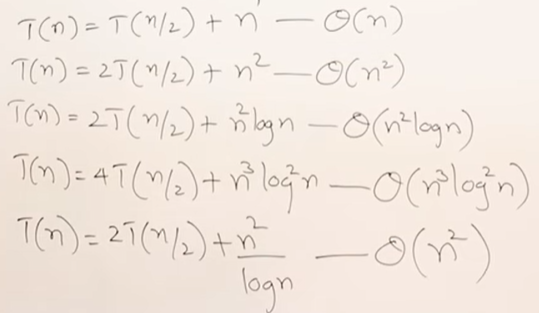 T(n) = T(n/2) + n' — O(n)
T(n) = 2T(n/2) + n² — O(n²)
T(n) = 2T(n/2) + n²logn — O(n²logn)
T(n) = 4T(n/2) + n³log²n — O(n³log²n)
T(n) = 2T(n/2) + n²/logn — O(n²)